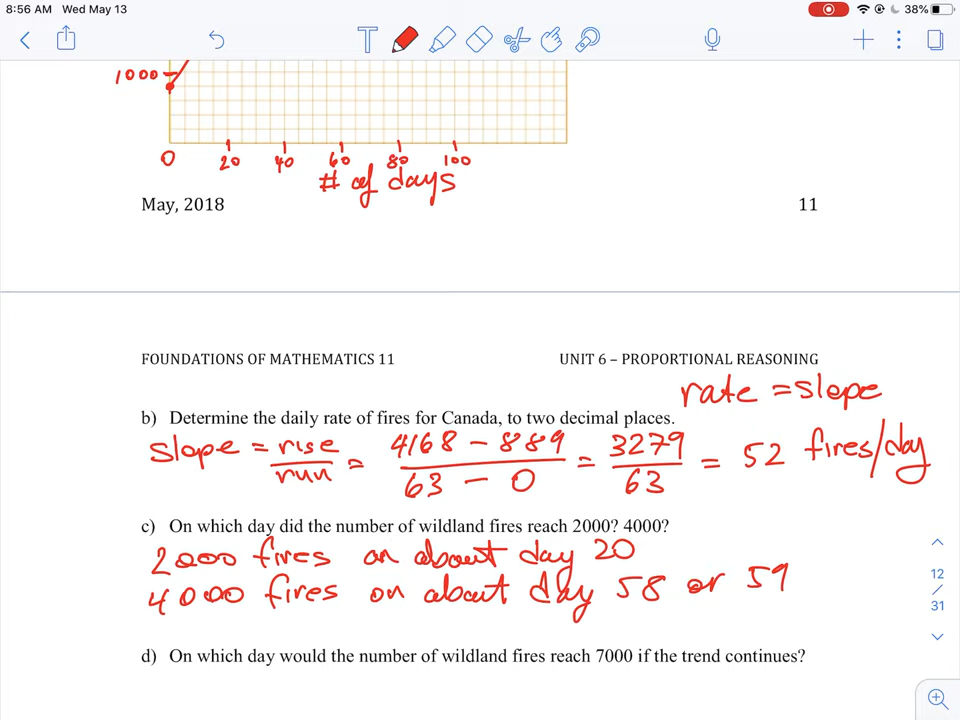 8:56 AM Wed May 13 38%
T
1000
0 20 40 60 80 100
# of days
May, 2018 11
FOUNDATIONS OF MATHEMATICS 11 UNIT 6 – PROPORTIONAL REASONING
rate = slope
b) Determine the daily rate of fires for Canada, to two decimal places.
slope = rise/run = (4168 - 889)/(63 - 0) = 3279/63 = 52 fires/day
c) On which day did the number of wildland fires reach 2000? 4000?
2000 fires on about day 20
4000 fires on about day 58 or 59
d) On which day would the number of wildland fires reach 7000 if the trend continues?
12
/
31